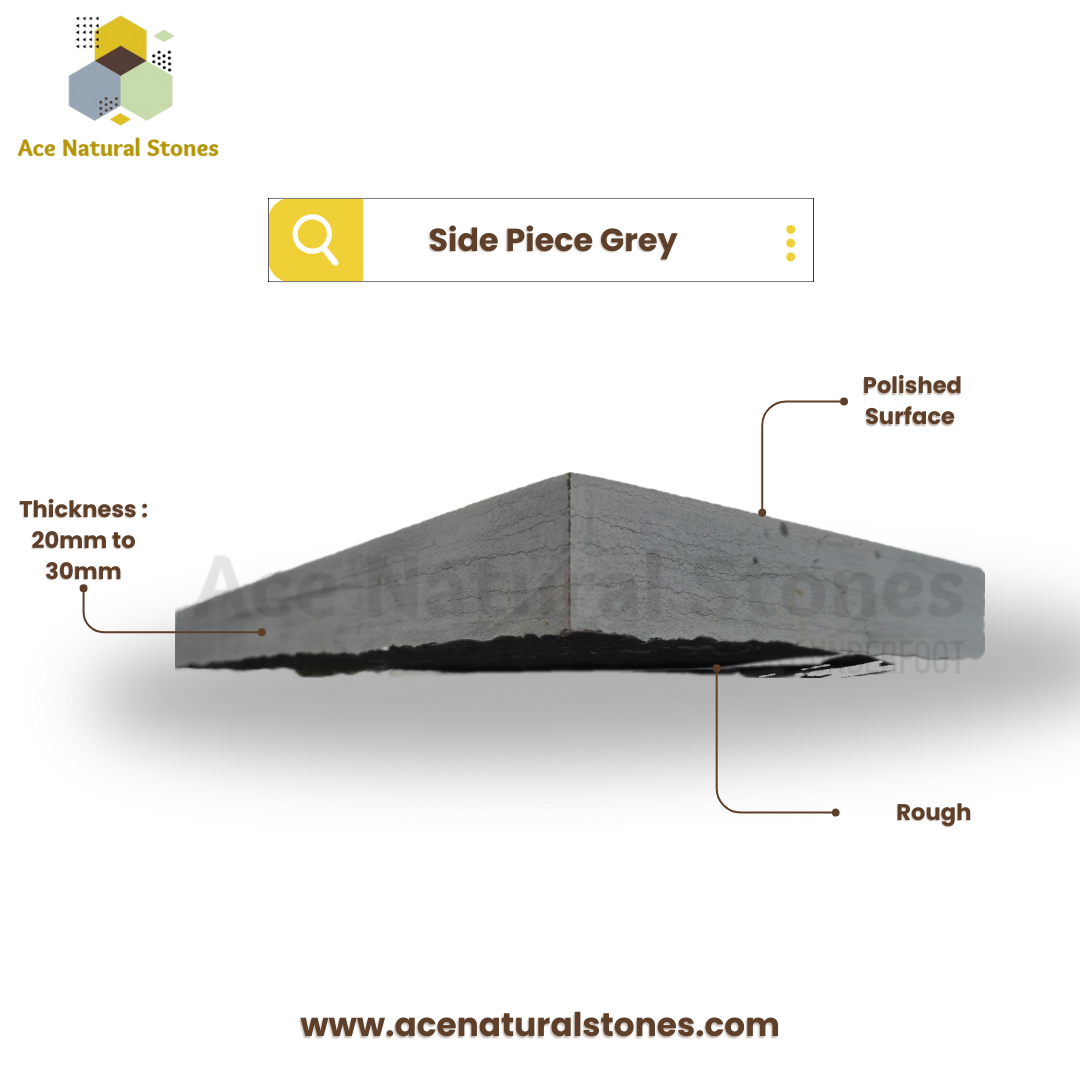 Ace Natural Stones
Side Piece Grey
Polished
Surface
Thickness :
20mm to
30mm
Ace Natural Stones
UNDERFOOT
Rough
www.acenaturalstones.com